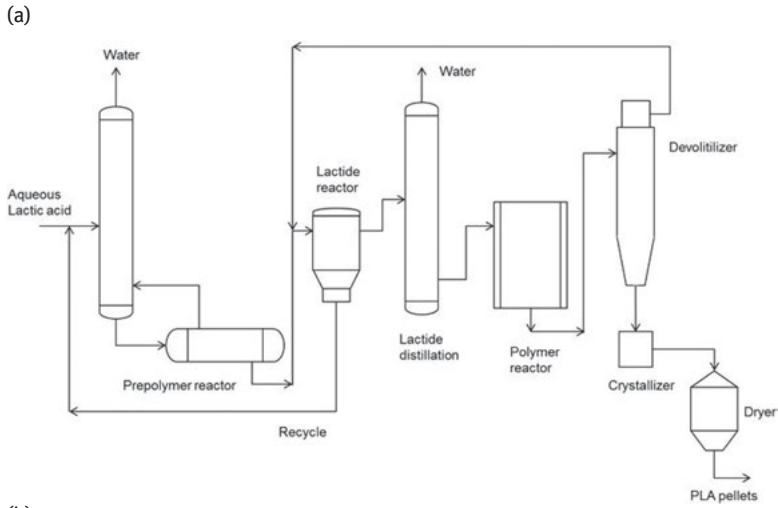 (a)
Water
Water
Devolitilizer
Lactide
reactor
Aqueous
Lactic acid
Lactide
distillation
Polymer
reactor
Prepolymer reactor
Crystallizer
Dryer
Recycle
PLA pellets